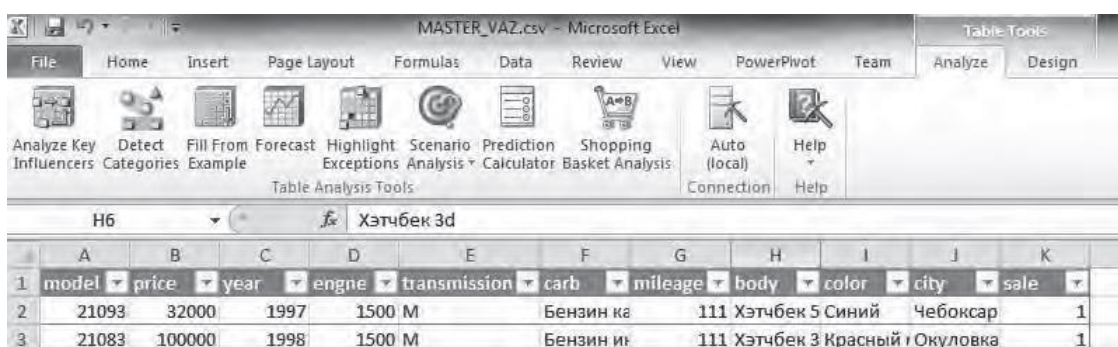 MASTER_VAZ.csv - Microsoft Excel
Table Tools
File Home Insert Page Layout Formulas Data Review View PowerPivot Team Analyze Design
Analyze Key Influencers
Detect Categories
Fill From Example
Forecast
Highlight Exceptions
Scenario Analysis
Prediction Calculator
Shopping Basket Analysis
Auto (local)
Help
Table Analysis Tools
Connection
Help
H6 fx Хэтчбек 3d
A B C D E F G H I J K
1 model price year engne transmission carb mileage body color city sale
2 21093 32000 1997 1500 M Бензин ка 111 Хэтчбек 5 Синий Чебоксар 1
3 21083 100000 1998 1500 M Бензин ин 111 Хэтчбек 3 Красный Окуловка 1